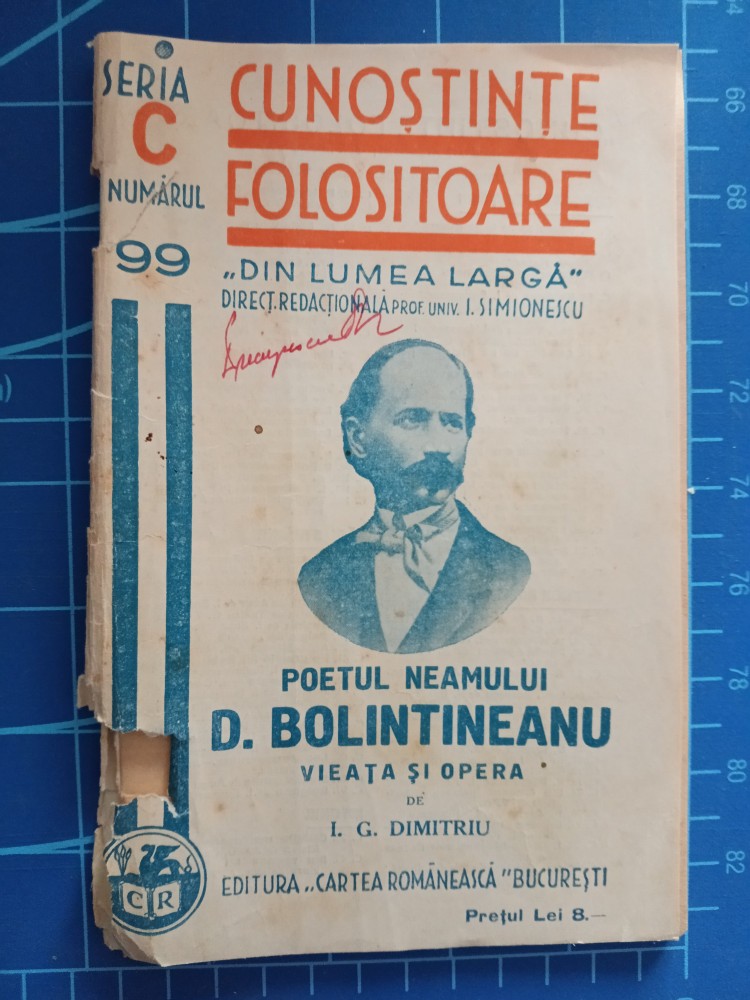 SERIA
C
NUMĂRUL
99
CUNOȘTINȚE
FOLOSITOARE
„DIN LUMEA LARGĂ“
DIRECT. REDACȚIONALĂ PROF. UNIV. I. SIMIONESCU
POETUL NEAMULUI
D. BOLINTINEANU
VIEAȚA ȘI OPERA
DE
I. G. DIMITRIU
C R
EDITURA „CARTEA ROMÂNEASCĂ” BUCUREȘTI
Prețul Lei 8.—
64
66
68
70
72
74
76
78
80
82